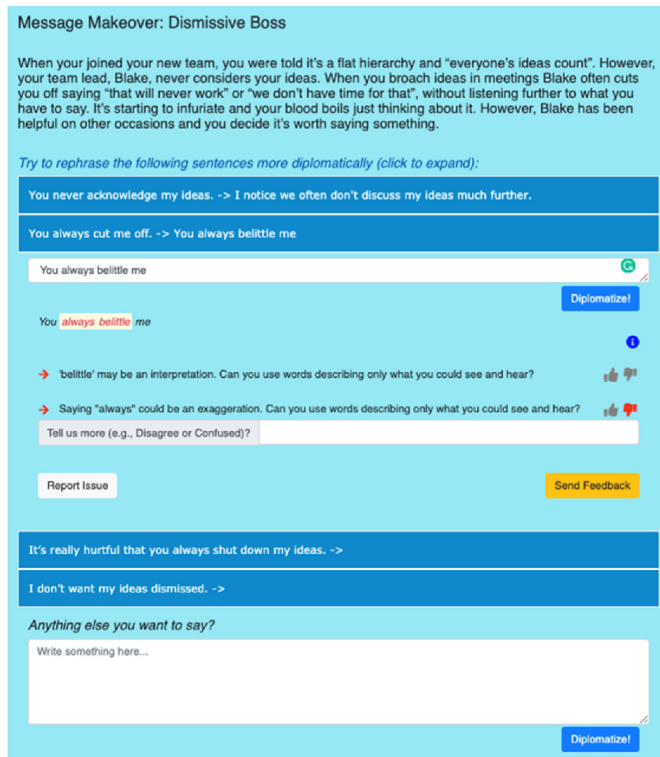 Message Makeover: Dismissive Boss
When your joined your new team, you were told it's a flat hierarchy and "everyone's ideas count". However,
your team lead, Blake, never considers your ideas. When you broach ideas in meetings Blake often cuts
you off saying "that will never work" or "we don't have time for that", without listening further to what you
have to say. It's starting to infuriate and your blood boils just thinking about it. However, Blake has been
helpful on other occasions and you decide it's worth saying something.
Try to rephrase the following sentences more diplomatically (click to expand):
You never acknowledge my ideas. -> I notice we often don't discuss my ideas much further.
You always cut me off. -> You always belittle me
You always belittle me
Diplomatize!
You always belittle me
'belittle' may be an interpretation. Can you use words describing only what you could see and hear?
Saying "always" could be an exaggeration. Can you use words describing only what you could see and hear?
Tell us more (e.g., Disagree or Confused)?
Report Issue
Send Feedback
It's really hurtful that you always shut down my ideas. ->
I don't want my ideas dismissed. ->
Anything else you want to say?
Write something here...
Diplomatize!